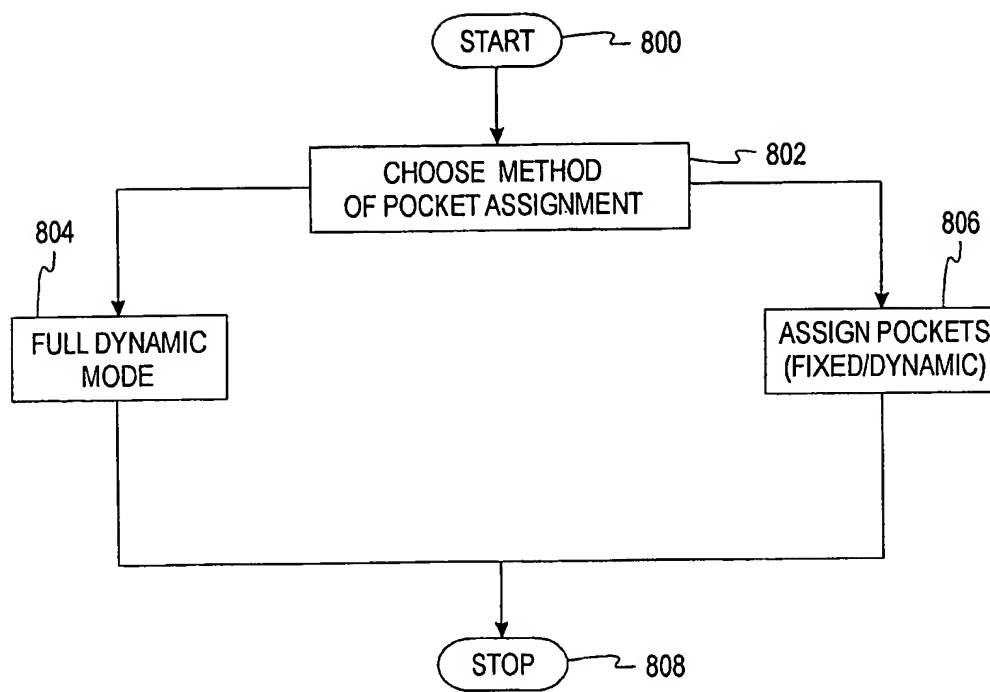 START
800
CHOOSE METHOD
OF POCKET ASSIGNMENT
802
804
806
FULL DYNAMIC
MODE
ASSIGN POCKETS
(FIXED/DYNAMIC)
STOP
808